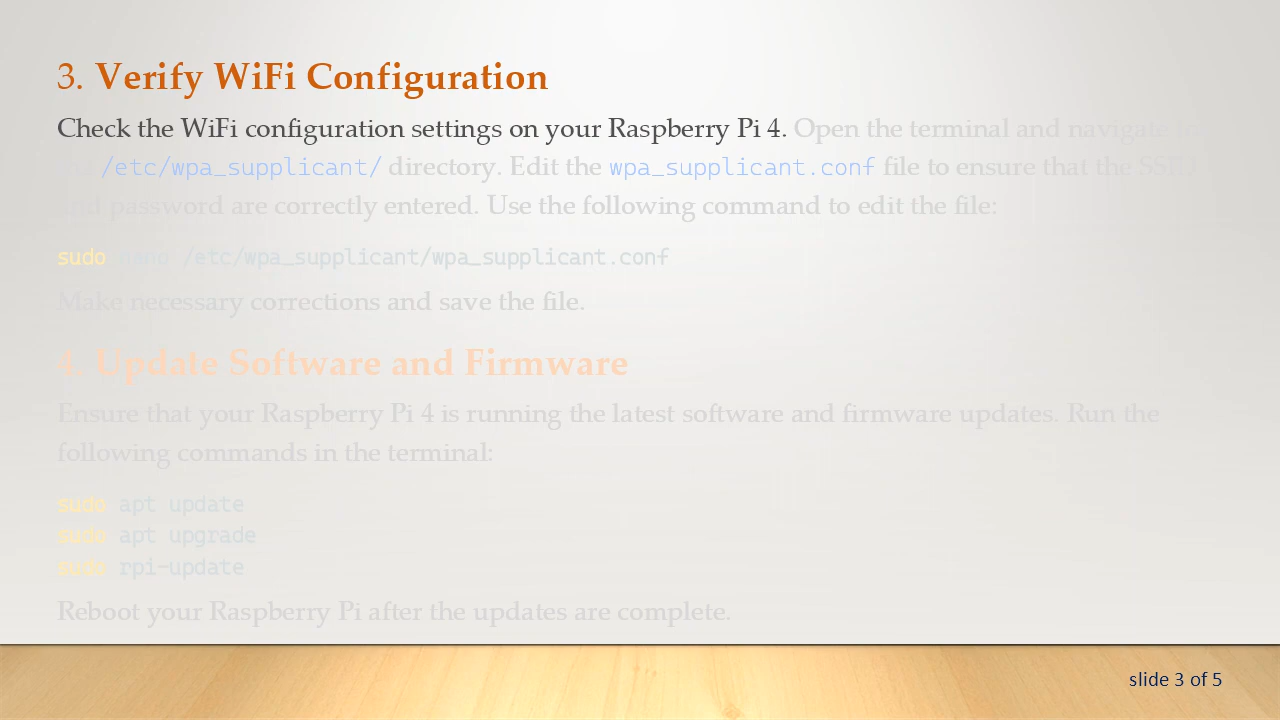 3. Verify WiFi Configuration
Check the WiFi configuration settings on your Raspberry Pi 4. Open the terminal and navigate to
the /etc/wpa_supplicant/ directory. Edit the wpa_supplicant.conf file to ensure that the SSID
and password are correctly entered. Use the following command to edit the file:
sudo nano /etc/wpa_supplicant/wpa_supplicant.conf
Make necessary corrections and save the file.
4. Update Software and Firmware
Ensure that your Raspberry Pi 4 is running the latest software and firmware updates. Run the
following commands in the terminal:
sudo apt update
sudo apt upgrade
sudo rpi-update
Reboot your Raspberry Pi after the updates are complete.
slide 3 of 5